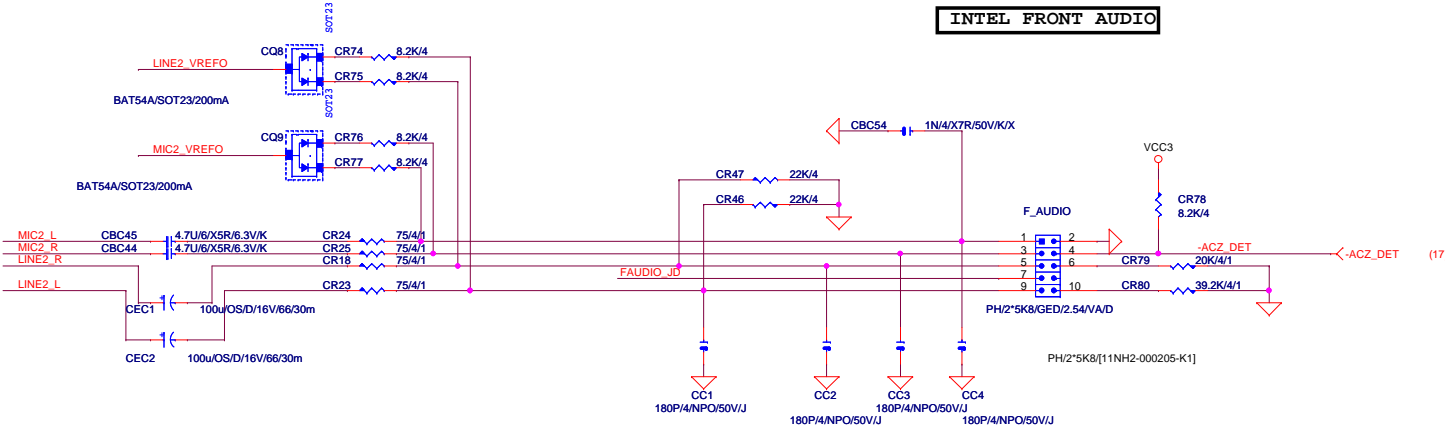 INTEL FRONT AUDIO
SOT23
CQ8
CR74
8.2K/4
LINE2_VREFO
CR75
8.2K/4
BAT54A/SOT23/200mA
SOT23
CQ9
CR76
8.2K/4
MIC2_VREFO
CR77
8.2K/4
BAT54A/SOT23/200mA
CBC54
1N/4/X7R/50V/K/X
VCC3
CR47
22K/4
CR46
22K/4
CR78
8.2K/4
F_AUDIO
MIC2_L
CBC45
4.7U/6/X5R/6.3V/K
CR24
75/4/1
1
2
MIC2_R
CBC44
4.7U/6/X5R/6.3V/K
CR25
75/4/1
3
4
-ACZ_DET
-ACZ_DET
(17
LINE2_R
CR18
75/4/1
5
6
CR79
20K/4/1
FAUDIO_JD
7
LINE2_L
CR23
75/4/1
9
10
CR80
39.2K/4/1
CEC1
100u/OS/D/16V/66/30m
PH/2*5K8/GED/2.54/VA/D
CEC2
100u/OS/D/16V/66/30m
PH/2*5K8/[11NH2-000205-K1]
CC1
180P/4/NPO/50V/J
CC2
180P/4/NPO/50V/J
CC3
180P/4/NPO/50V/J
CC4
180P/4/NPO/50V/J